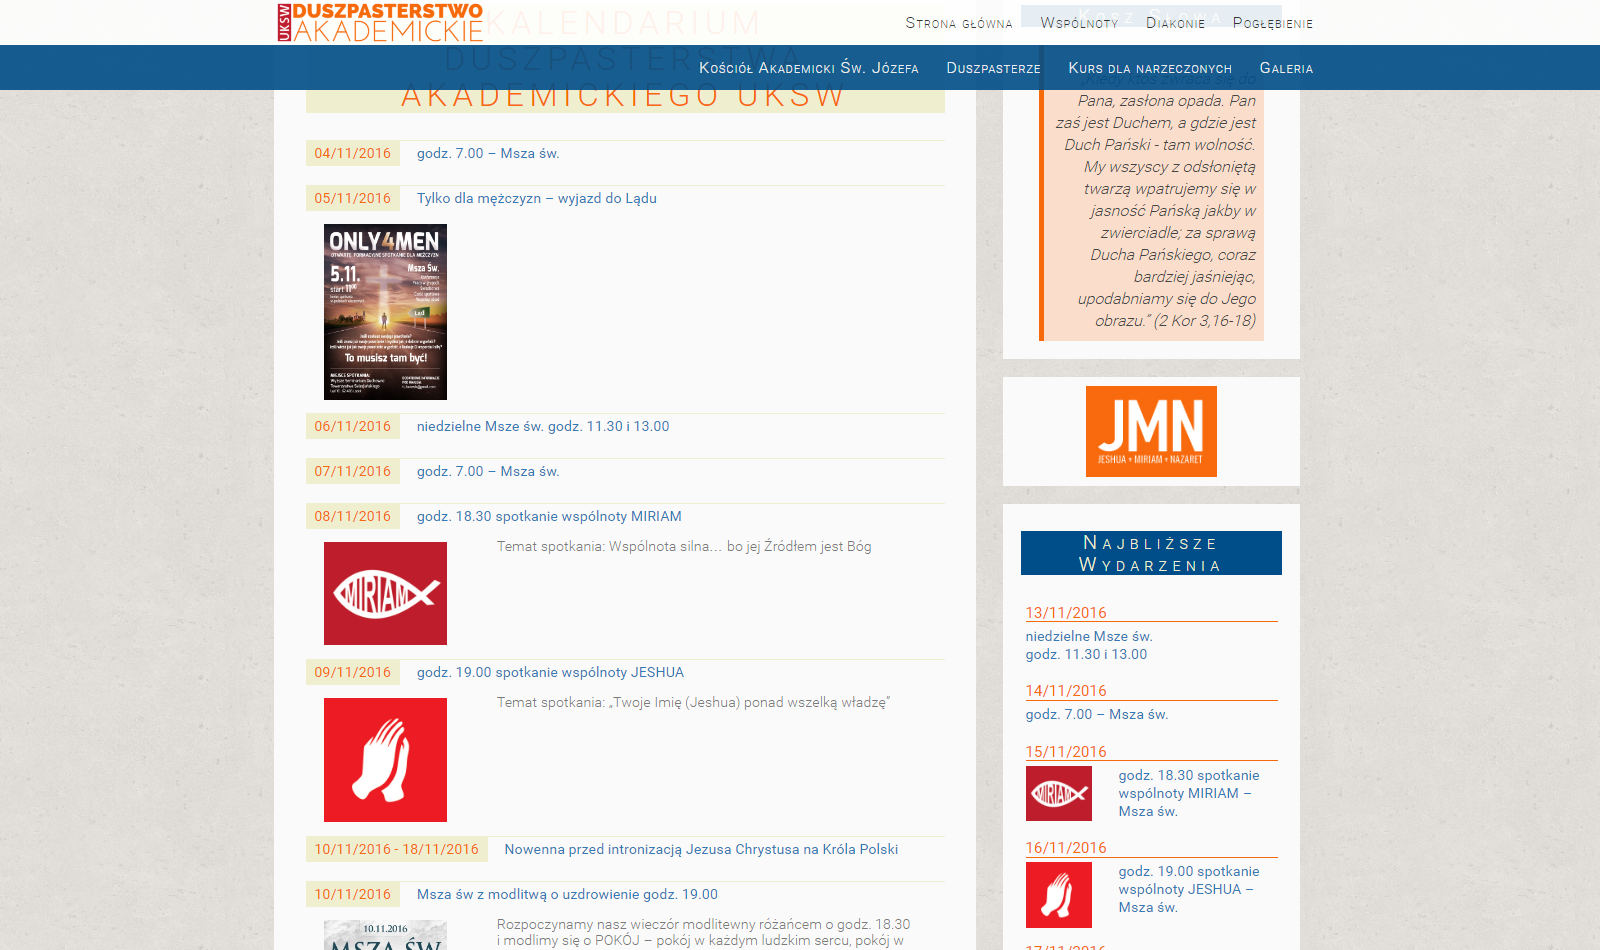 UKSW
DUSZPASTERSTWO
AKADEMICKIE
Strona główna Wspólnoty Diakonie Pogłębienie
Kościół Akademicki Św. Józefa Duszpasterze Kurs dla narzeczonych Galeria
KALENDARIUM
DUSZPASTERSTWA
AKADEMICKIEGO UKSW
04/11/2016 godz. 7.00 – Msza św.
05/11/2016 Tylko dla mężczyzn – wyjazd do Lądu
ONLY4MEN
OTWARTE FORMACYJNE SPOTKANIE DLA MĘŻCZYZN
5.11.
Msza Św.
start 11⁰⁰
Ląd
To musisz tam być!
MIEJSCE SPOTKANIA:
06/11/2016 niedzielne Msze św. godz. 11.30 i 13.00
07/11/2016 godz. 7.00 – Msza św.
08/11/2016 godz. 18.30 spotkanie wspólnoty MIRIAM
MIRIAM
Temat spotkania: Wspólnota silna… bo jej Źródłem jest Bóg
09/11/2016 godz. 19.00 spotkanie wspólnoty JESHUA
Temat spotkania: „Twoje Imię (Jeshua) ponad wszelką władzę”
10/11/2016 - 18/11/2016 Nowenna przed intronizacją Jezusa Chrystusa na Króla Polski
10/11/2016 Msza św z modlitwą o uzdrowienie godz. 19.00
10.11.2016
MSZA ŚW
Rozpoczynamy nasz wieczór modlitewny różańcem o godz. 18.30
i modlimy się o POKÓJ – pokój w każdym ludzkim sercu, pokój w
Pana, zasłona opada. Pan
zaś jest Duchem, a gdzie jest
Duch Pański - tam wolność.
My wszyscy z odsłoniętą
twarzą wpatrujemy się w
jasność Pańską jakby w
zwierciadle; za sprawą
Ducha Pańskiego, coraz
bardziej jaśniejąc,
upodabniamy się do Jego
obrazu.” (2 Kor 3,16-18)
JMN
JESHUA • MIRIAM • NAZARET
Najbliższe
Wydarzenia
13/11/2016
niedzielne Msze św.
godz. 11.30 i 13.00
14/11/2016
godz. 7.00 – Msza św.
15/11/2016
MIRIAM
godz. 18.30 spotkanie
wspólnoty MIRIAM –
Msza św.
16/11/2016
godz. 19.00 spotkanie
wspólnoty JESHUA –
Msza św.
17/11/2016